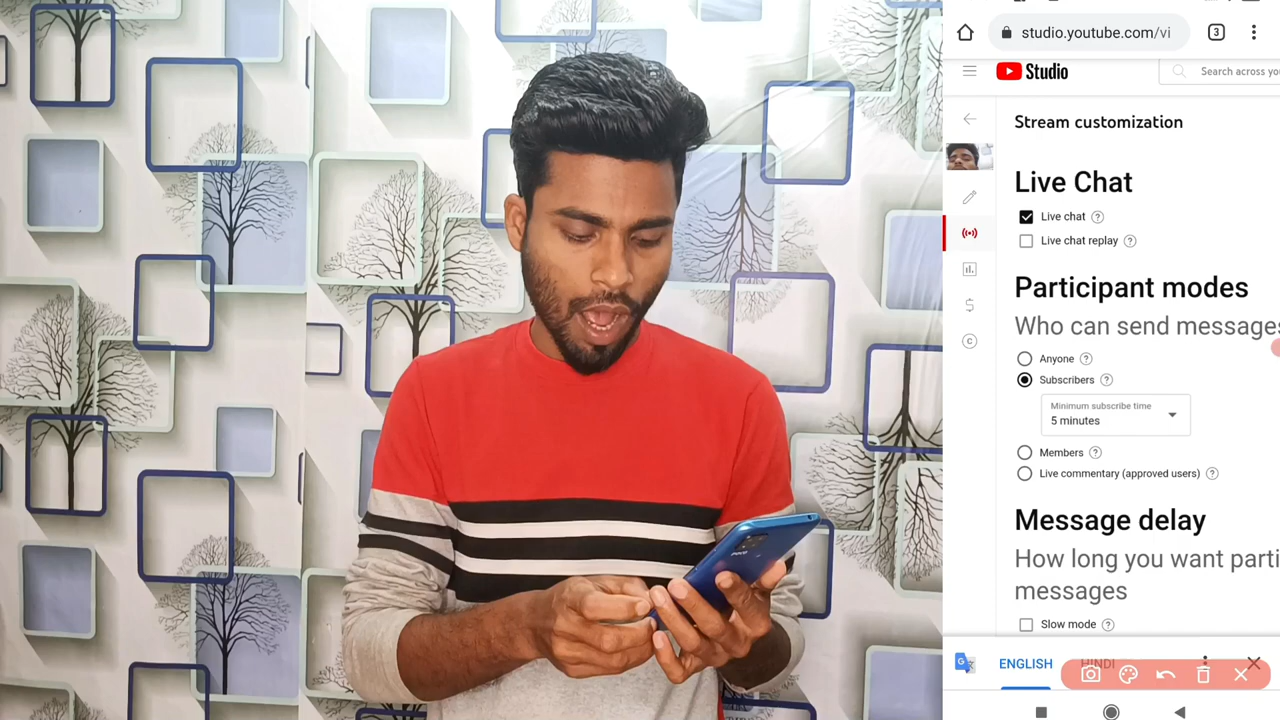 studio.youtube.com/vi
3
Studio
Search across you
Stream customization
Live Chat
Live chat
Live chat replay
Participant modes
Who can send messages
Anyone
Subscribers
Minimum subscribe time
5 minutes
Members
Live commentary (approved users)
Message delay
How long you want parti
messages
Slow mode
ENGLISH
HINDI